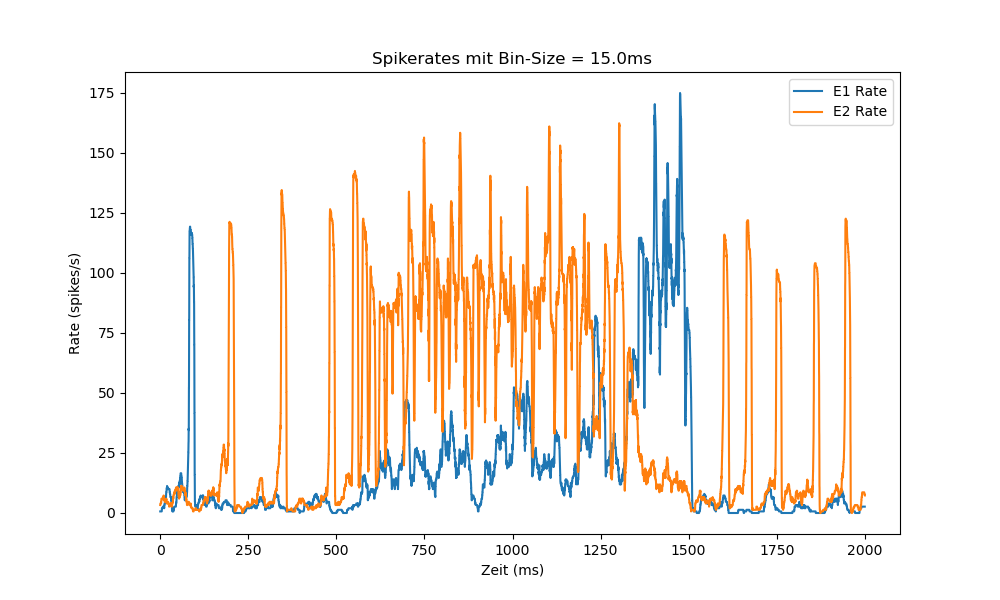 Spikerates mit Bin-Size = 15.0ms
E1 Rate
E2 Rate
Rate (spikes/s)
175
150
125
100
75
50
25
0
0 250 500 750 1000 1250 1500 1750 2000
Zeit (ms)